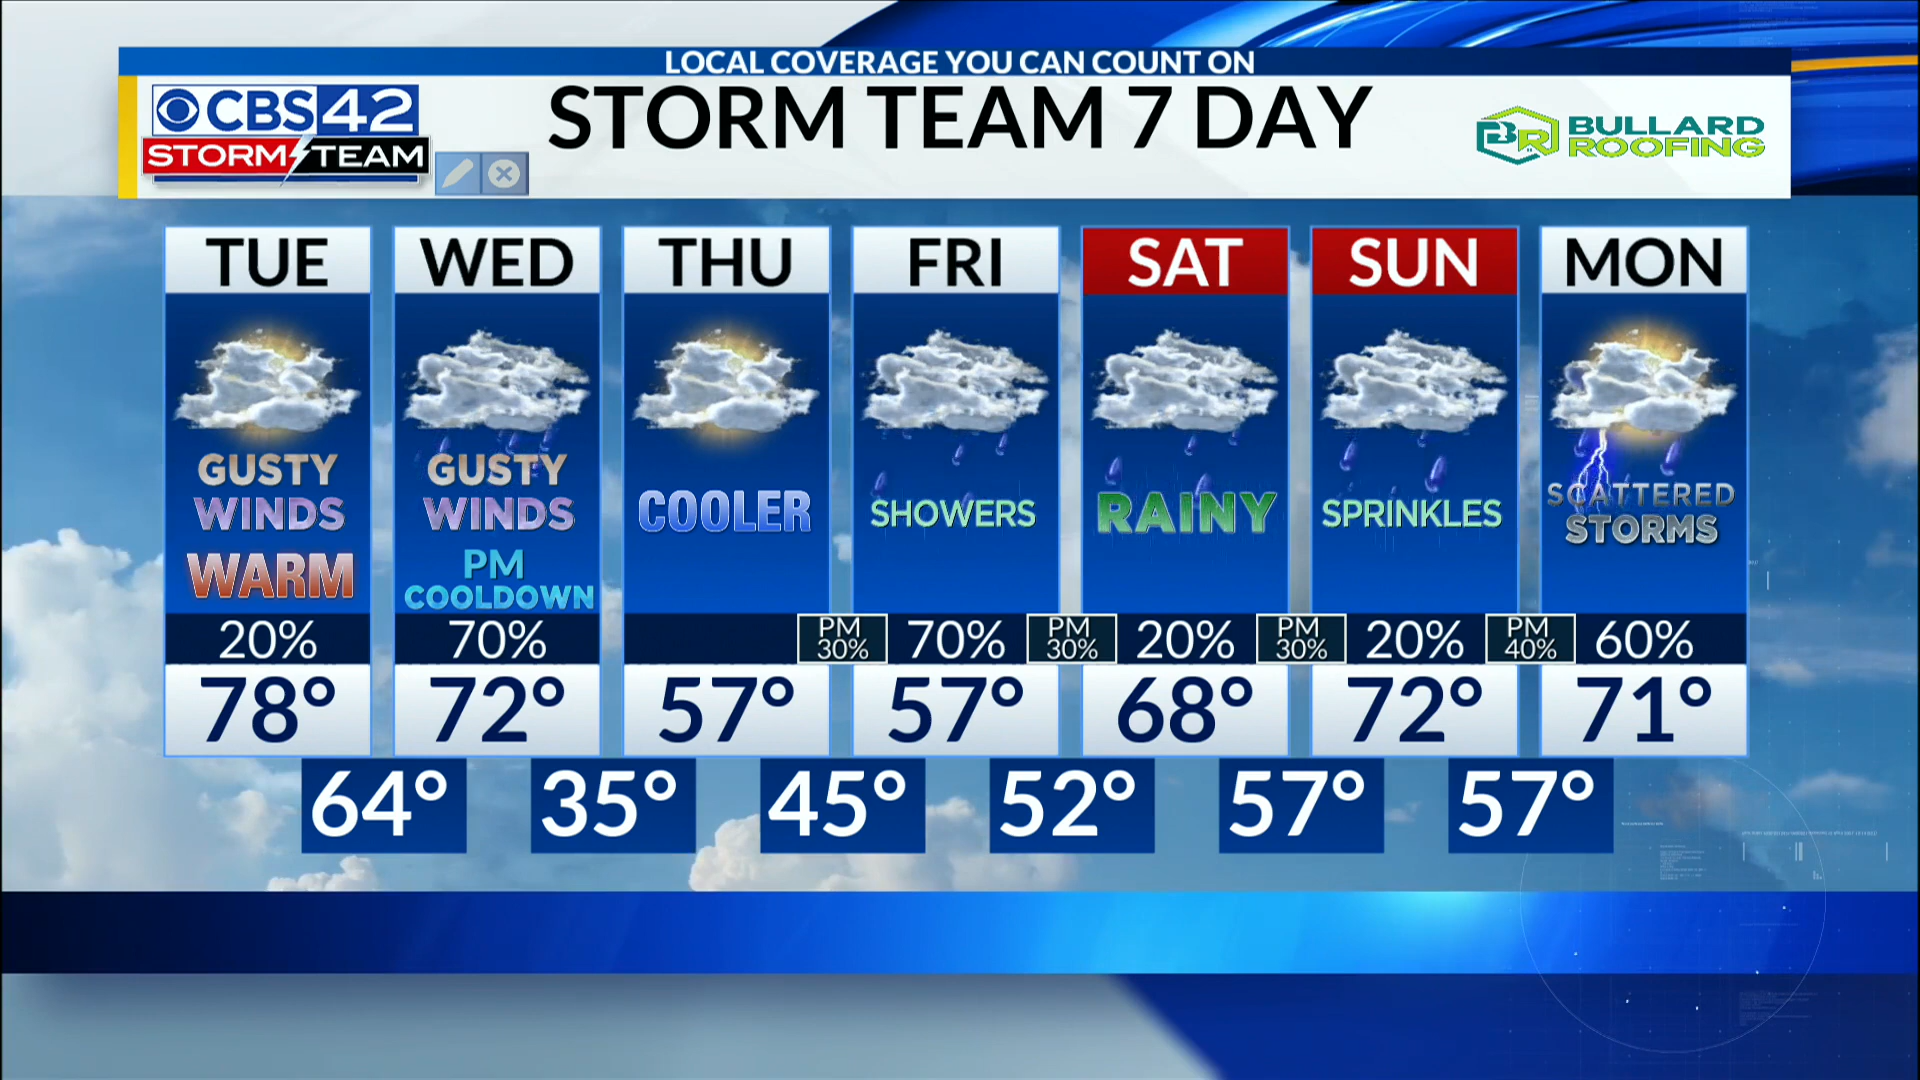 LOCAL COVERAGE YOU CAN COUNT ON
CBS 42
STORM TEAM
STORM TEAM 7 DAY
BR
BULLARD
ROOFING
TUE
WED
THU
FRI
SAT
SUN
MON
GUSTY
WINDS
WARM
GUSTY
WINDS
PM
COOLDOWN
COOLER
SHOWERS
RAINY
SPRINKLES
SCATTERED
STORMS
20%
70%
PM
30%
70%
PM
30%
20%
PM
30%
20%
PM
40%
60%
78°
72°
57°
57°
68°
72°
71°
64°
35°
45°
52°
57°
57°